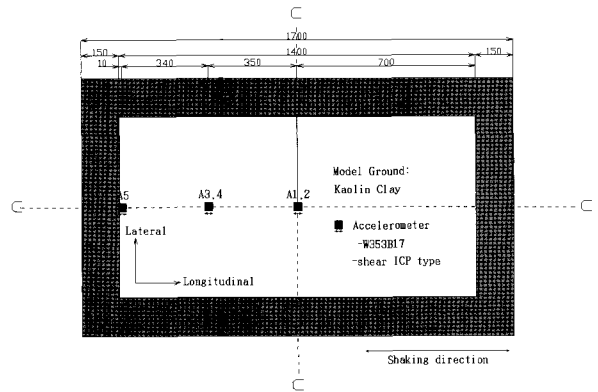 1700
150 1400 150
10 340 350 700
A5 A3,4 A1,2
Model Ground:
Kaolin Clay
Accelerometer
-W353B17
-shear ICP type
Lateral
Longitudinal
Shaking direction